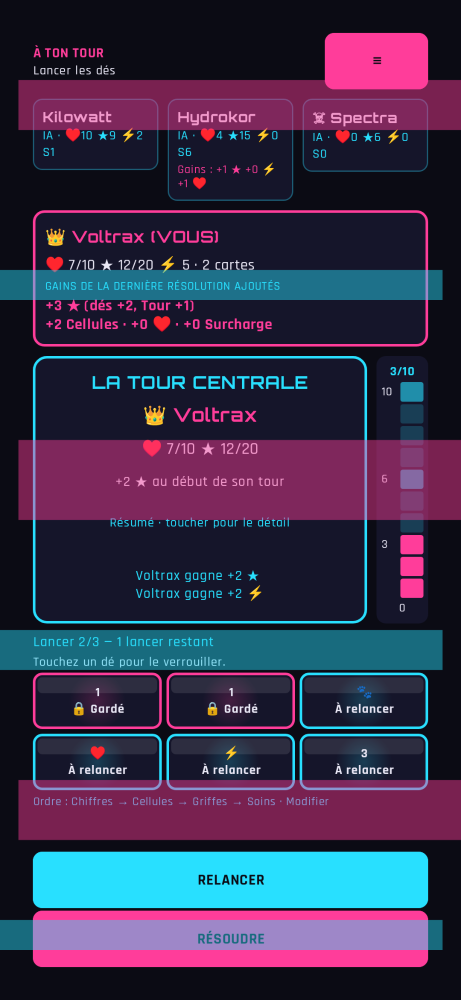 À TON TOUR
Lancer les dés
≡
Kilowatt
IA · ❤️10 ★9 ⚡2
S1
Hydrokor
IA · ❤️4 ★15 ⚡0
S6
Gains : +1 ★ +0 ⚡
+1 ❤️
☠️ Spectra
IA · ❤️0 ★6 ⚡0
S0
👑 Voltrax (VOUS)
❤️ 7/10 ★ 12/20 ⚡ 5 · 2 cartes
GAINS DE LA DERNIÈRE RÉSOLUTION AJOUTÉS
+3 ★ (dés +2, Tour +1)
+2 Cellules · +0 ❤️ · +0 Surcharge
LA TOUR CENTRALE
👑 Voltrax
❤️ 7/10 ★ 12/20
+2 ★ au début de son tour
Résumé · toucher pour le détail
Voltrax gagne +2 ★
Voltrax gagne +2 ⚡
3/10
10
6
3
0
Lancer 2/3 — 1 lancer restant
Touchez un dé pour le verrouiller.
1
🔒 Gardé
1
🔒 Gardé
🐾
À relancer
❤️
À relancer
⚡
À relancer
3
À relancer
Ordre : Chiffres → Cellules → Griffes → Soins · Modifier
RELANCER
RÉSOUDRE